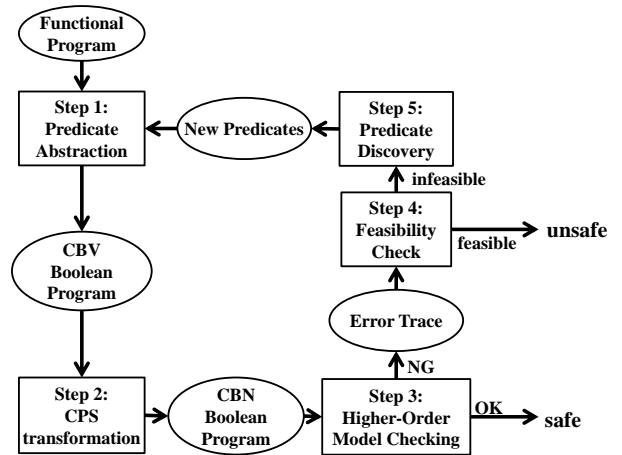 Functional
Program
Step 1:
Predicate
Abstraction
New Predicates
Step 5:
Predicate
Discovery
infeasible
Step 4:
Feasibility
Check
feasible
unsafe
CBV
Boolean
Program
Error Trace
NG
Step 2:
CPS
transformation
CBN
Boolean
Program
Step 3:
Higher-Order
Model Checking
OK
safe